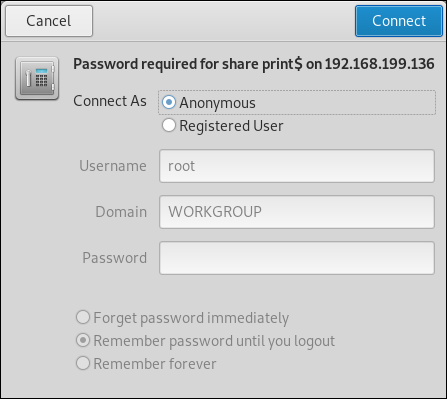 Cancel Connect
Password required for share print$ on 192.168.199.136
Connect As Anonymous
Registered User
Username root
Domain WORKGROUP
Password
Forget password immediately
Remember password until you logout
Remember forever